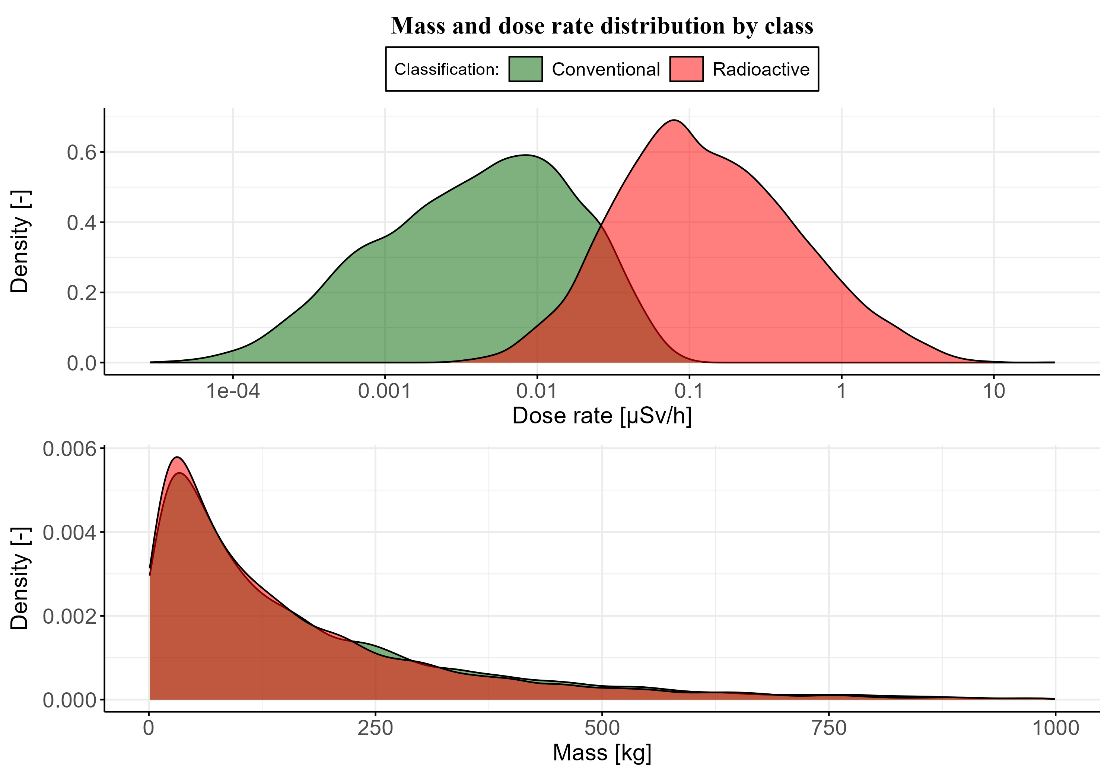 Mass and dose rate distribution by class
Classification: Conventional Radioactive
0.6
0.4
0.2
0.0
Density [-]
1e-04 0.001 0.01 0.1 1 10
Dose rate [µSv/h]
0.006
0.004
0.002
0.000
Density [-]
0 250 500 750 1000
Mass [kg]